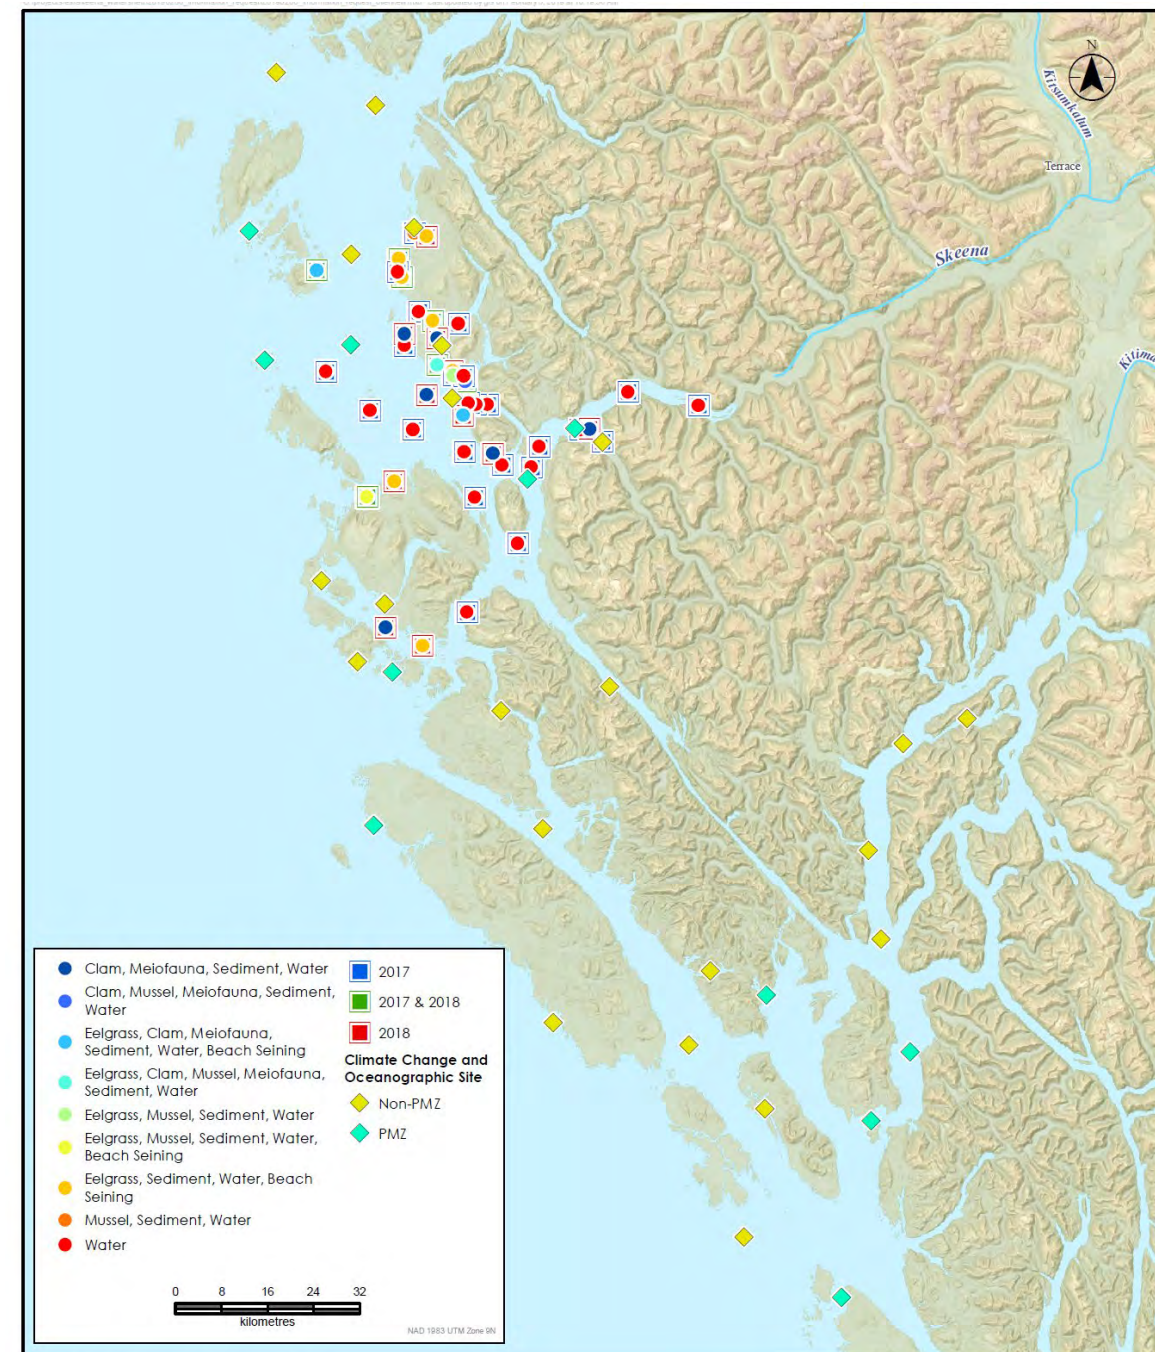 N
Kitsumkalum
Terrace
Skeena
Kitima
Clam, Meiofauna, Sediment, Water
Clam, Mussel, Meiofauna, Sediment,
Water
Eelgrass, Clam, Meiofauna,
Sediment, Water, Beach Seining
Eelgrass, Clam, Mussel, Meiofauna,
Sediment, Water
Eelgrass, Mussel, Sediment, Water
Eelgrass, Mussel, Sediment, Water,
Beach Seining
Eelgrass, Sediment, Water, Beach
Seining
Mussel, Sediment, Water
Water
2017
2017 & 2018
2018
Climate Change and
Oceanographic Site
Non-PMZ
PMZ
0 8 16 24 32
kilometres
NAD 1983 UTM Zone 9N